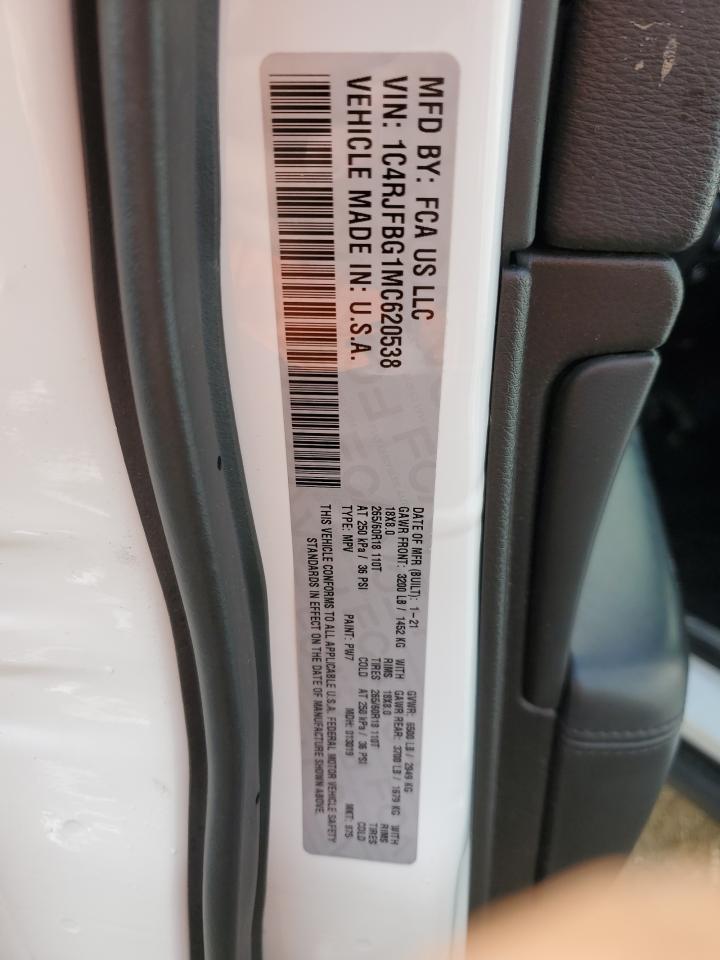 MFD BY: FCA US LLC
VIN: 1C4RJFBG1MC620538
VEHICLE MADE IN: U.S.A.
DATE OF MFR (BUILT): 1-21 GVWR: 6500 LB / 2949 KG
GAWR FRONT: 3200 LB / 1452 KG WITH GAWR REAR: 3700 LB / 1679 KG WITH
18X8.0 RIMS 18X8.0 RIMS
265/60R18 110T TIRES 265/60R18 110T TIRES
AT 250 kPa / 36 PSI COLD AT 250 kPa / 36 PSI COLD
TYPE: MPV PAINT: PW7 MDH: 013019 MKT:
THIS VEHICLE CONFORMS TO ALL APPLICABLE U.S.A. FEDERAL MOTOR VEHICLE SAFETY
STANDARDS IN EFFECT ON THE DATE OF MANUFACTURE SHOWN ABOVE.